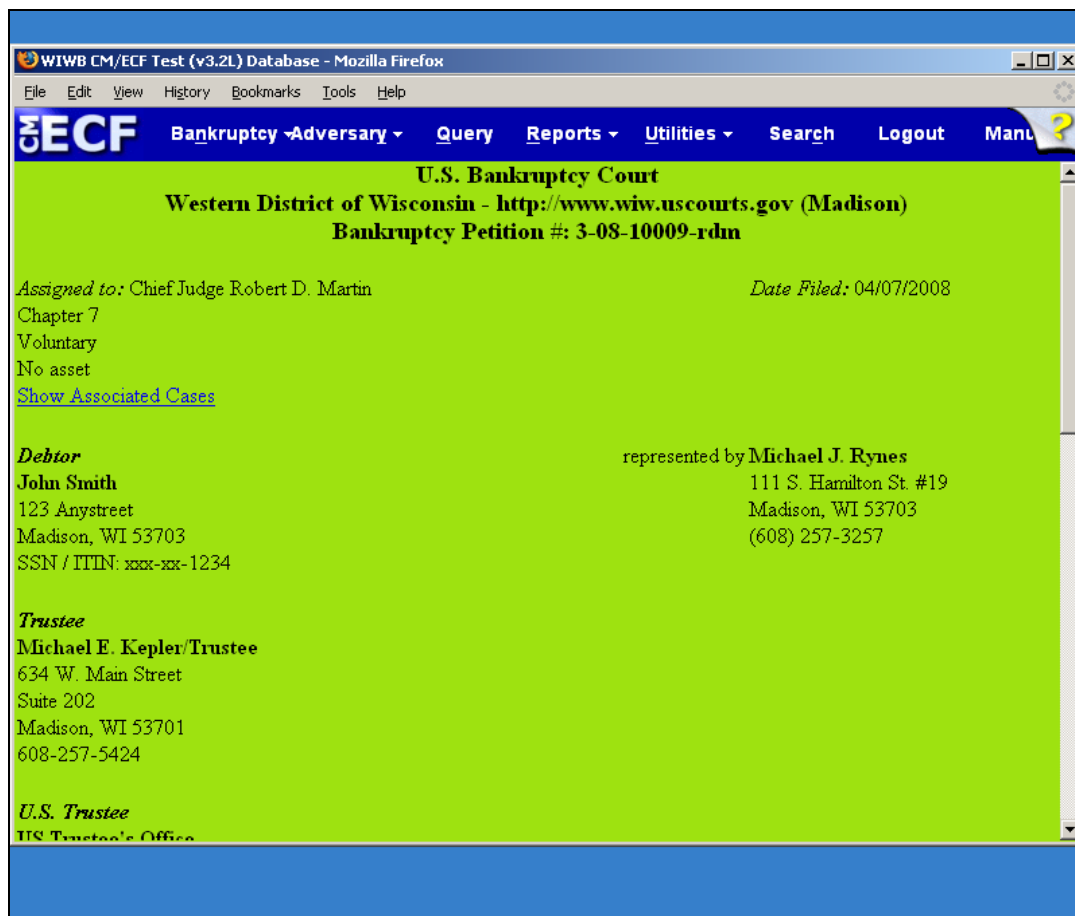 WIWB CM/ECF Test (v3.2L) Database - Mozilla Firefox
File Edit View History Bookmarks Tools Help
CM ECF Bankruptcy Adversary Query Reports Utilities Search Logout Manu ?
U.S. Bankruptcy Court
Western District of Wisconsin - http://www.wiw.uscourts.gov (Madison)
Bankruptcy Petition #: 3-08-10009-rdm
Assigned to: Chief Judge Robert D. Martin Date Filed: 04/07/2008
Chapter 7
Voluntary
No asset
Show Associated Cases
Debtor represented by Michael J. Rynes
John Smith 111 S. Hamilton St. #19
123 Anystreet Madison, WI 53703
Madison, WI 53703 (608) 257-3257
SSN / ITIN: xxx-xx-1234
Trustee
Michael E. Kepler/Trustee
634 W. Main Street
Suite 202
Madison, WI 53701
608-257-5424
U.S. Trustee
US Trustee's Office